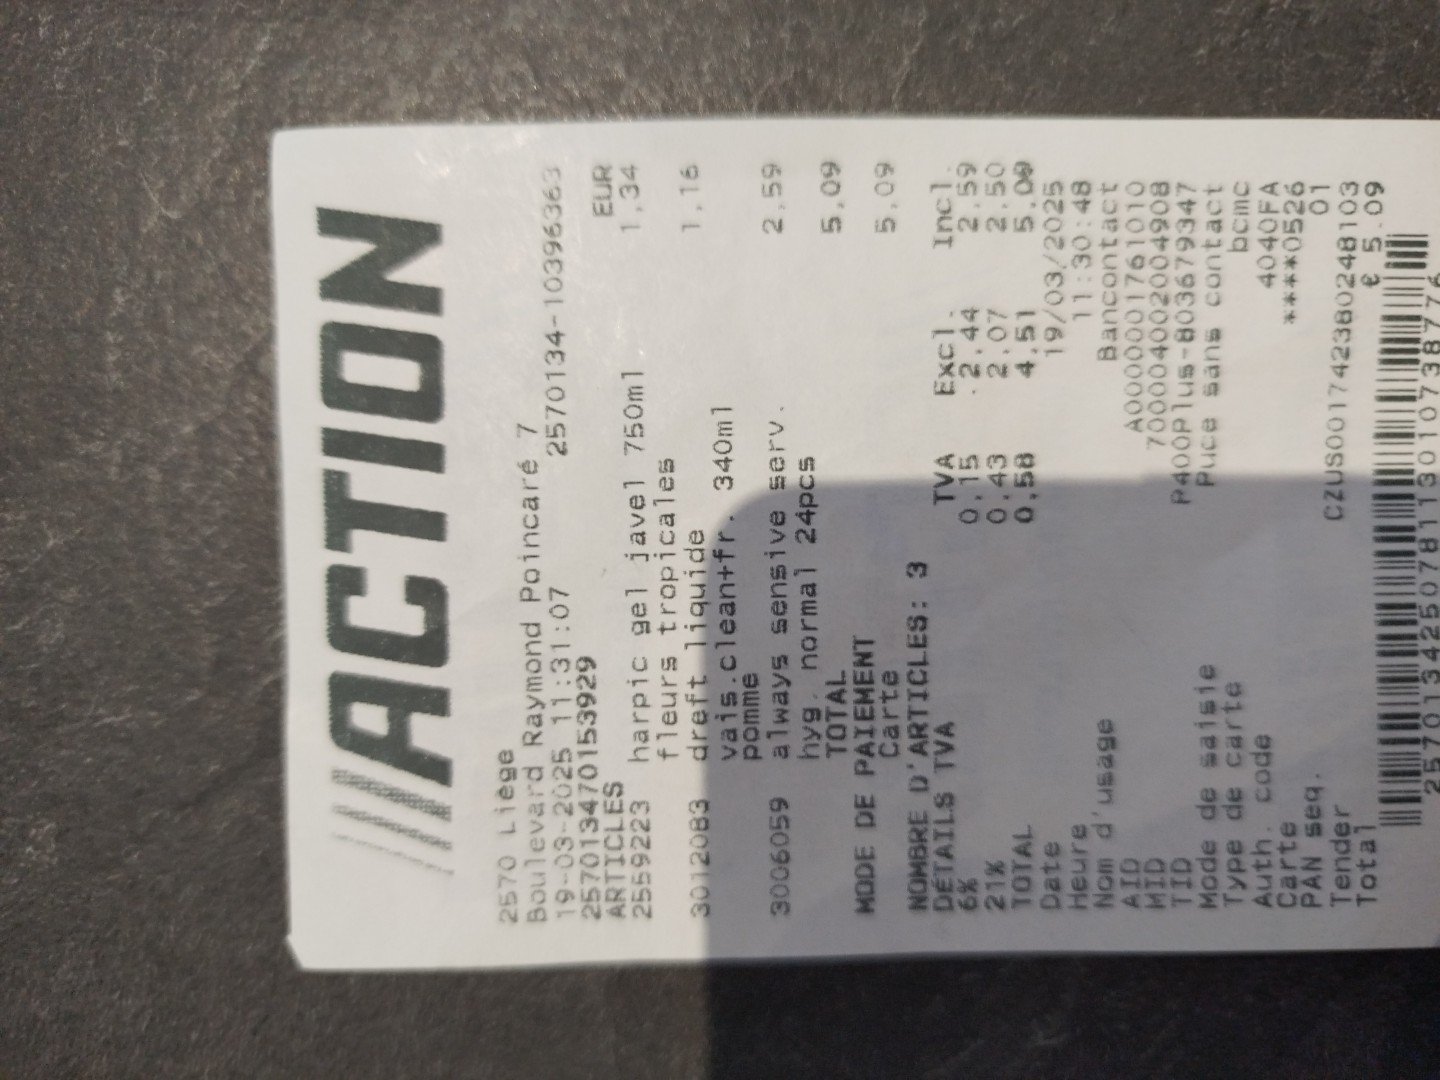 ACTION
2570 Liège
Boulevard Raymond Poincaré 7
19-03-2025 11:31:07 2570134-10396363
2570134701​53929
ARTICLES EUR
2559223 harpic gel javel 750ml 1,34
fleurs tropicales
3012083 dreft liquide 1,16
vais.clean+fr. 340ml
pomme
3006059 always sensive serv. 2,59
hyg. normal 24pcs
TOTAL 5,09
MODE DE PAIEMENT
Carte 5,09
NOMBRE D'ARTICLES: 3
DÉTAILS TVA TVA Excl. Incl.
6% 0,15 2,44 2,59
21% 0,43 2,07 2,50
TOTAL 0,58 4,51 5,09
Date 19/03/2025
Heure 11:30:48
Nom d'usage Bancontact
AID A0000001761010
MID 70004002004908
TID P400Plus-803679347
Mode de saisie Puce sans contact
Type de carte bcmc
Auth. code 4040FA
Carte ****0526
PAN seq. 01
Tender CZUS001742380248103
Total € 5.09